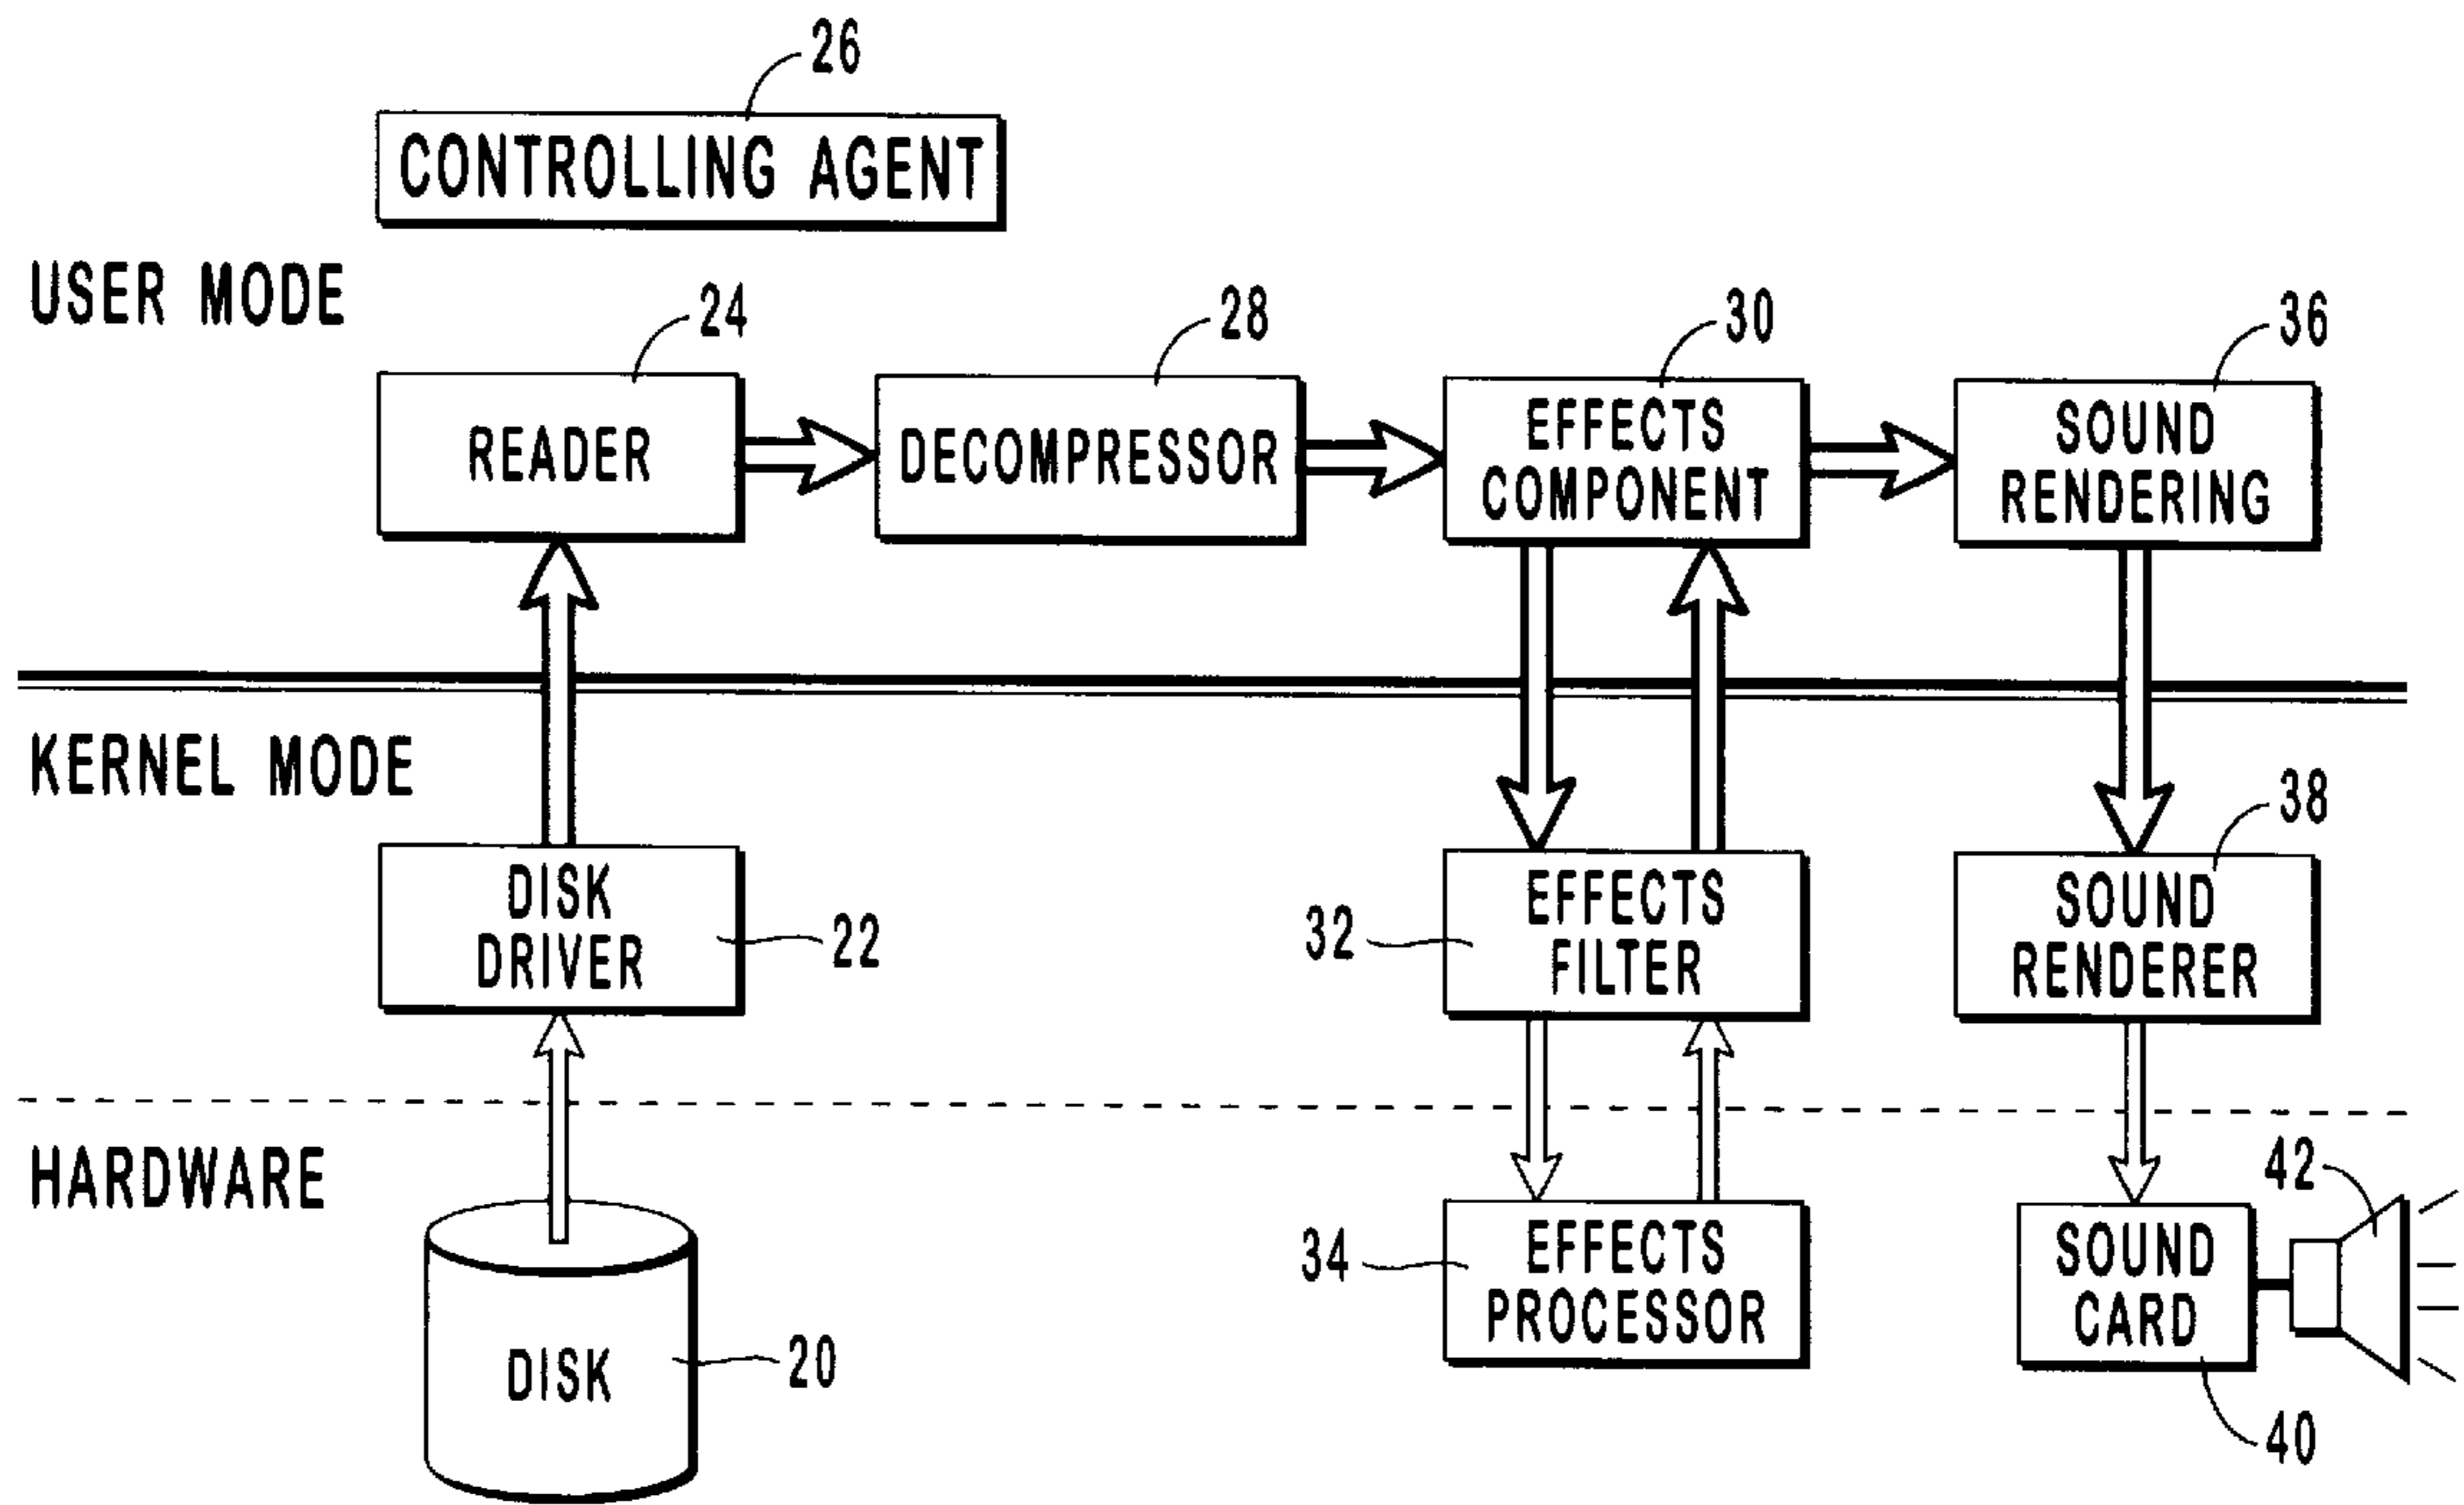 26
CONTROLLING AGENT
USER MODE
24
28
30
36
READER
DECOMPRESSOR
EFFECTS
COMPONENT
SOUND
RENDERING
KERNEL MODE
38
DISK
DRIVER
22
32
EFFECTS
FILTER
SOUND
RENDERER
HARDWARE
42
34
EFFECTS
PROCESSOR
SOUND
CARD
DISK
20
40